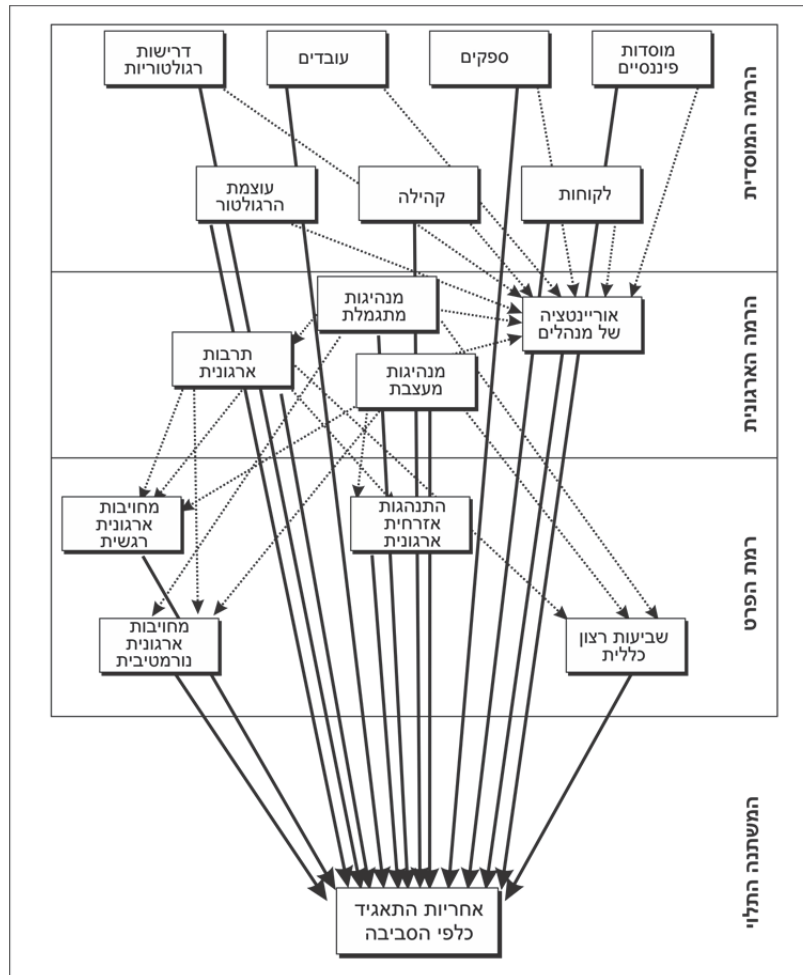 דרישות
רגולטוריות
עובדים
ספקים
מוסדות
פיננסיים
הרמה המוסדית
עוצמת
הרגולטור
קהילה
לקוחות
מנהיגות
מתגמלת
אוריינטציה
של מנהלים
הרמה הארגונית
תרבות
ארגונית
מנהיגות
מעצבת
מחויבות
ארגונית
רגשית
התנהגות
אזרחית
ארגונית
רמת הפרט
מחויבות
ארגונית
נורמטיבית
שביעות רצון
כללית
המשתנה התלוי
אחריות התאגיד
כלפי הסביבה